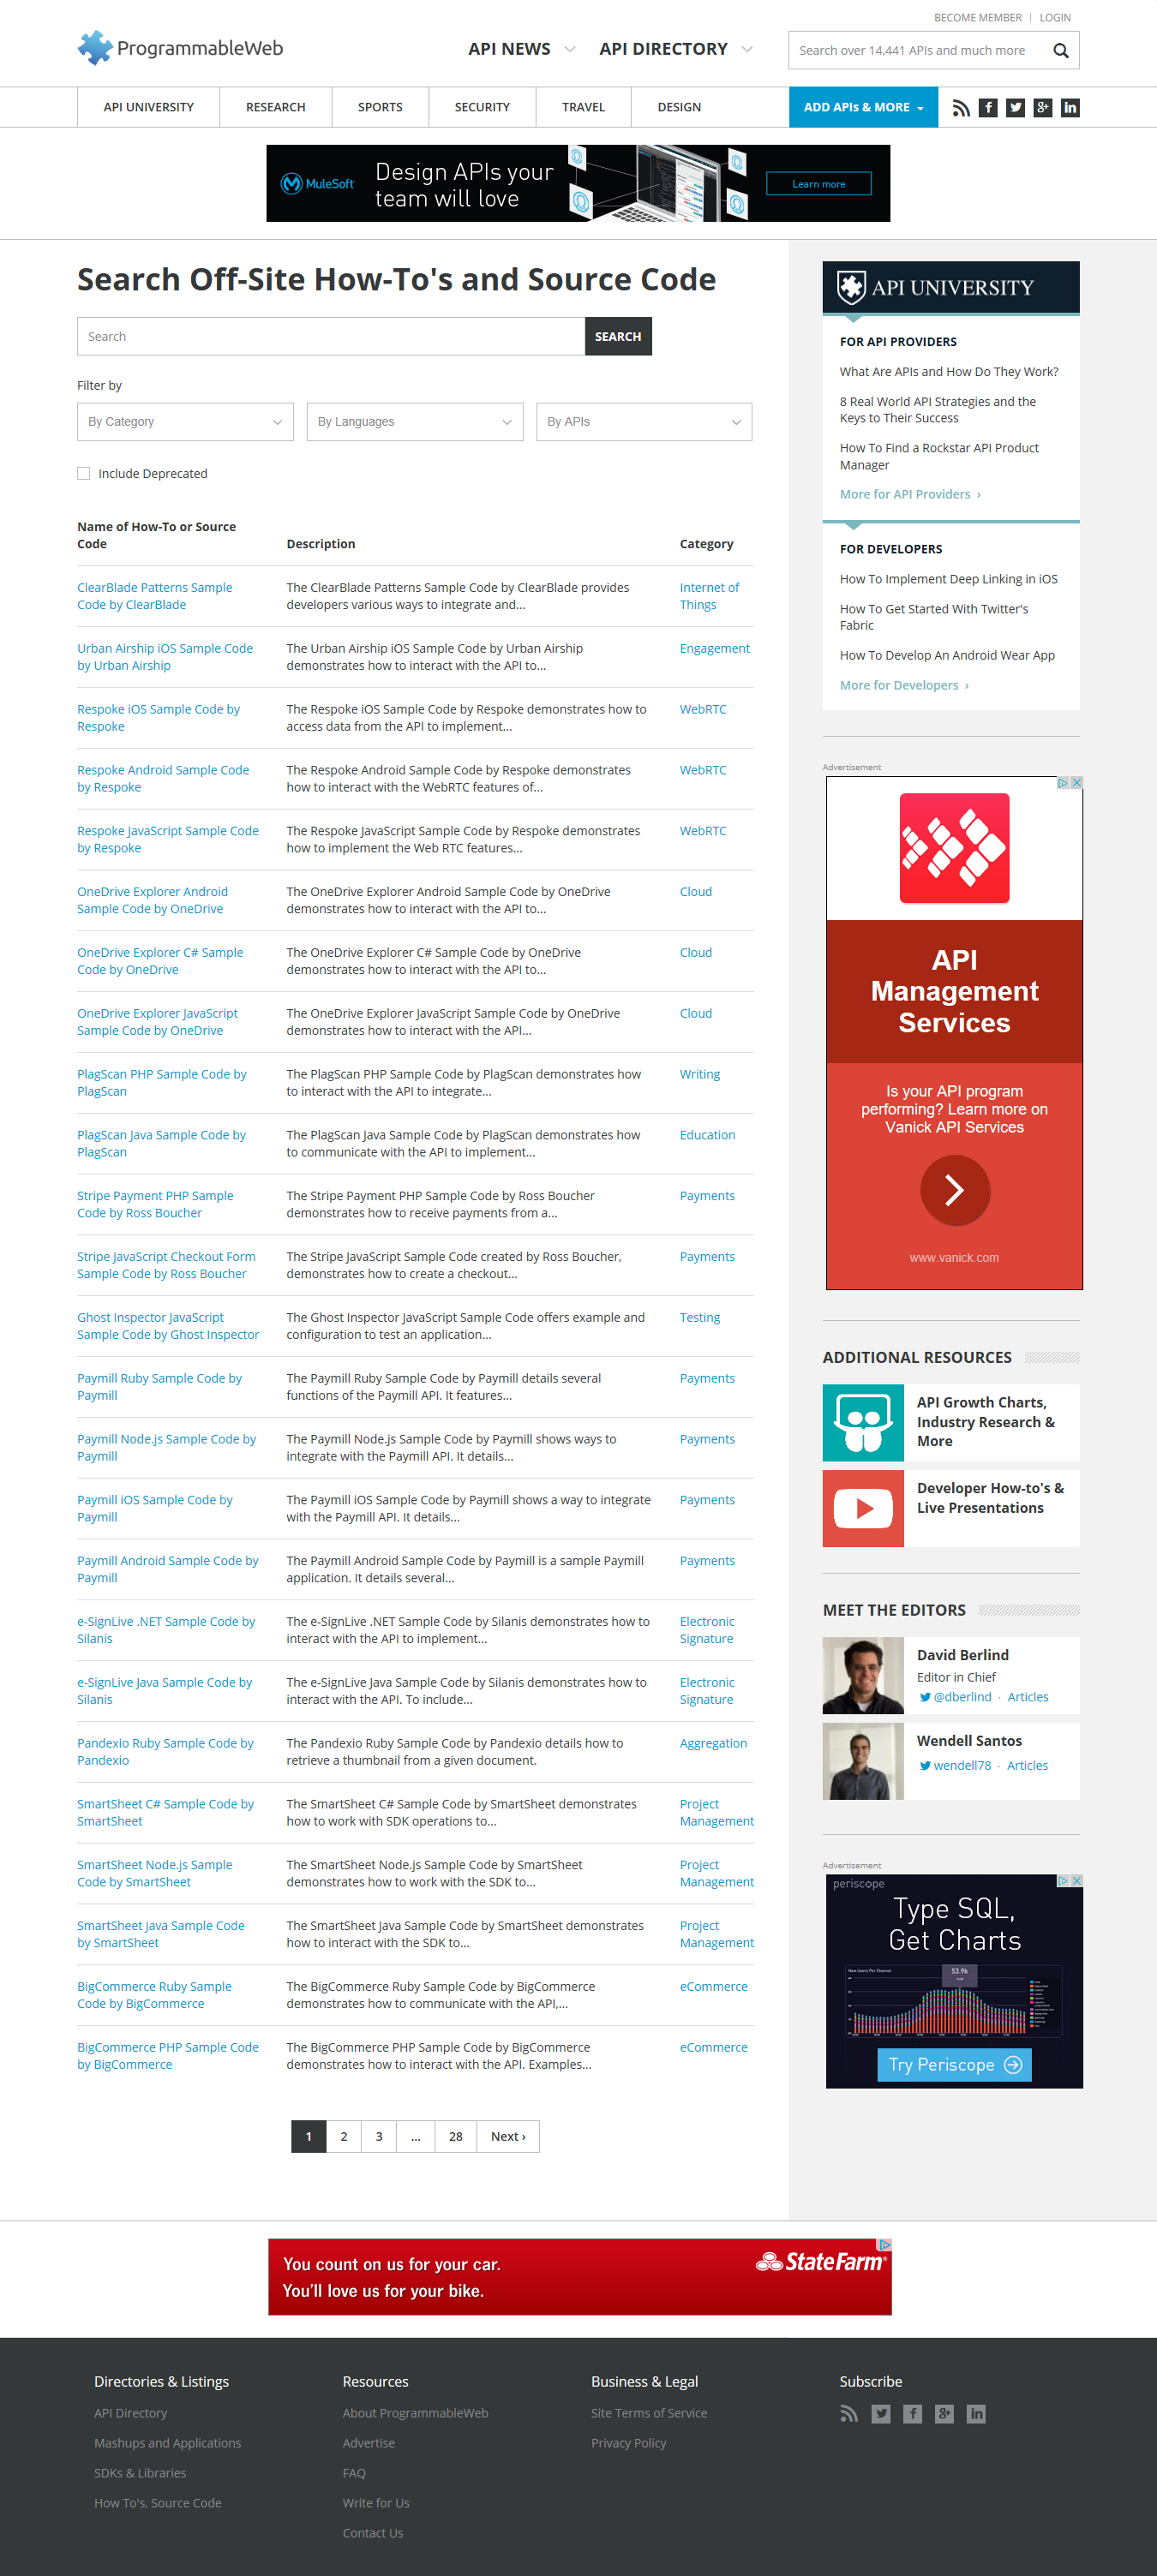 BECOME MEMBER | LOGIN
ProgrammableWeb
API NEWS
API DIRECTORY
Search over 14,441 APIs and much more
API UNIVERSITY
RESEARCH
SPORTS
SECURITY
TRAVEL
DESIGN
ADD APIs & MORE
MuleSoft
Design APIs your
team will love
Learn more
Search Off-Site How-To's and Source Code
Search
SEARCH
Filter by
By Category
By Languages
By APIs
Include Deprecated
Name of How-To or Source
Code
Description
Category
ClearBlade Patterns Sample
Code by ClearBlade
The ClearBlade Patterns Sample Code by ClearBlade provides
developers various ways to integrate and...
Internet of
Things
Urban Airship iOS Sample Code
by Urban Airship
The Urban Airship iOS Sample Code by Urban Airship
demonstrates how to interact with the API to...
Engagement
Respoke iOS Sample Code by
Respoke
The Respoke iOS Sample Code by Respoke demonstrates how to
access data from the API to implement...
WebRTC
Respoke Android Sample Code
by Respoke
The Respoke Android Sample Code by Respoke demonstrates
how to interact with the WebRTC features of...
WebRTC
Respoke JavaScript Sample Code
by Respoke
The Respoke JavaScript Sample Code by Respoke demonstrates
how to implement the Web RTC features...
WebRTC
OneDrive Explorer Android
Sample Code by OneDrive
The OneDrive Explorer Android Sample Code by OneDrive
demonstrates how to interact with the API to...
Cloud
OneDrive Explorer C# Sample
Code by OneDrive
The OneDrive Explorer C# Sample Code by OneDrive
demonstrates how to interact with the API to...
Cloud
OneDrive Explorer JavaScript
Sample Code by OneDrive
The OneDrive Explorer JavaScript Sample Code by OneDrive
demonstrates how to interact with the API...
Cloud
PlagScan PHP Sample Code by
PlagScan
The PlagScan PHP Sample Code by PlagScan demonstrates how
to interact with the API to integrate...
Writing
PlagScan Java Sample Code by
PlagScan
The PlagScan Java Sample Code by PlagScan demonstrates how
to communicate with the API to implement...
Education
Stripe Payment PHP Sample
Code by Ross Boucher
The Stripe Payment PHP Sample Code by Ross Boucher
demonstrates how to receive payments from a...
Payments
Stripe JavaScript Checkout Form
Sample Code by Ross Boucher
The Stripe JavaScript Sample Code created by Ross Boucher,
demonstrates how to create a checkout...
Payments
Ghost Inspector JavaScript
Sample Code by Ghost Inspector
The Ghost Inspector JavaScript Sample Code offers example and
configuration to test an application...
Testing
Paymill Ruby Sample Code by
Paymill
The Paymill Ruby Sample Code by Paymill details several
functions of the Paymill API. It features...
Payments
Paymill Node.js Sample Code by
Paymill
The Paymill Node.js Sample Code by Paymill shows ways to
integrate with the Paymill API. It details...
Payments
Paymill iOS Sample Code by
Paymill
The Paymill iOS Sample Code by Paymill shows a way to integrate
with the Paymill API. It details...
Payments
Paymill Android Sample Code by
Paymill
The Paymill Android Sample Code by Paymill is a sample Paymill
application. It details several...
Payments
e-SignLive .NET Sample Code by
Silanis
The e-SignLive .NET Sample Code by Silanis demonstrates how to
interact with the API to implement...
Electronic
Signature
e-SignLive Java Sample Code by
Silanis
The e-SignLive Java Sample Code by Silanis demonstrates how to
interact with the API. To include...
Electronic
Signature
Pandexio Ruby Sample Code by
Pandexio
The Pandexio Ruby Sample Code by Pandexio details how to
retrieve a thumbnail from a given document.
Aggregation
SmartSheet C# Sample Code by
SmartSheet
The SmartSheet C# Sample Code by SmartSheet demonstrates
how to work with SDK operations to...
Project
Management
SmartSheet Node.js Sample
Code by SmartSheet
The SmartSheet Node.js Sample Code by SmartSheet
demonstrates how to work with the SDK to...
Project
Management
SmartSheet Java Sample Code
by SmartSheet
The SmartSheet Java Sample Code by SmartSheet demonstrates
how to interact with the SDK to...
Project
Management
BigCommerce Ruby Sample
Code by BigCommerce
The BigCommerce Ruby Sample Code by BigCommerce
demonstrates how to communicate with the API,...
eCommerce
BigCommerce PHP Sample Code
by BigCommerce
The BigCommerce PHP Sample Code by BigCommerce
demonstrates how to interact with the API. Examples...
eCommerce
1 2 3 ... 28 Next ›
API UNIVERSITY
FOR API PROVIDERS
What Are APIs and How Do They Work?
8 Real World API Strategies and the
Keys to Their Success
How To Find a Rockstar API Product
Manager
More for API Providers ›
FOR DEVELOPERS
How To Implement Deep Linking in iOS
How To Get Started With Twitter's
Fabric
How To Develop An Android Wear App
More for Developers ›
Advertisement
API
Management
Services
Is your API program
performing? Learn more on
Vanick API Services
www.vanick.com
ADDITIONAL RESOURCES
API Growth Charts,
Industry Research &
More
Developer How-to's &
Live Presentations
MEET THE EDITORS
David Berlind
Editor in Chief
@dberlind · Articles
Wendell Santos
wendell78 · Articles
Advertisement
periscope
Type SQL,
Get Charts
New Users Per Channel
53.9k
Try Periscope
You count on us for your car.
You'll love us for your bike.
StateFarm®
Directories & Listings
API Directory
Mashups and Applications
SDKs & Libraries
How To's, Source Code
Resources
About ProgrammableWeb
Advertise
FAQ
Write for Us
Contact Us
Business & Legal
Site Terms of Service
Privacy Policy
Subscribe